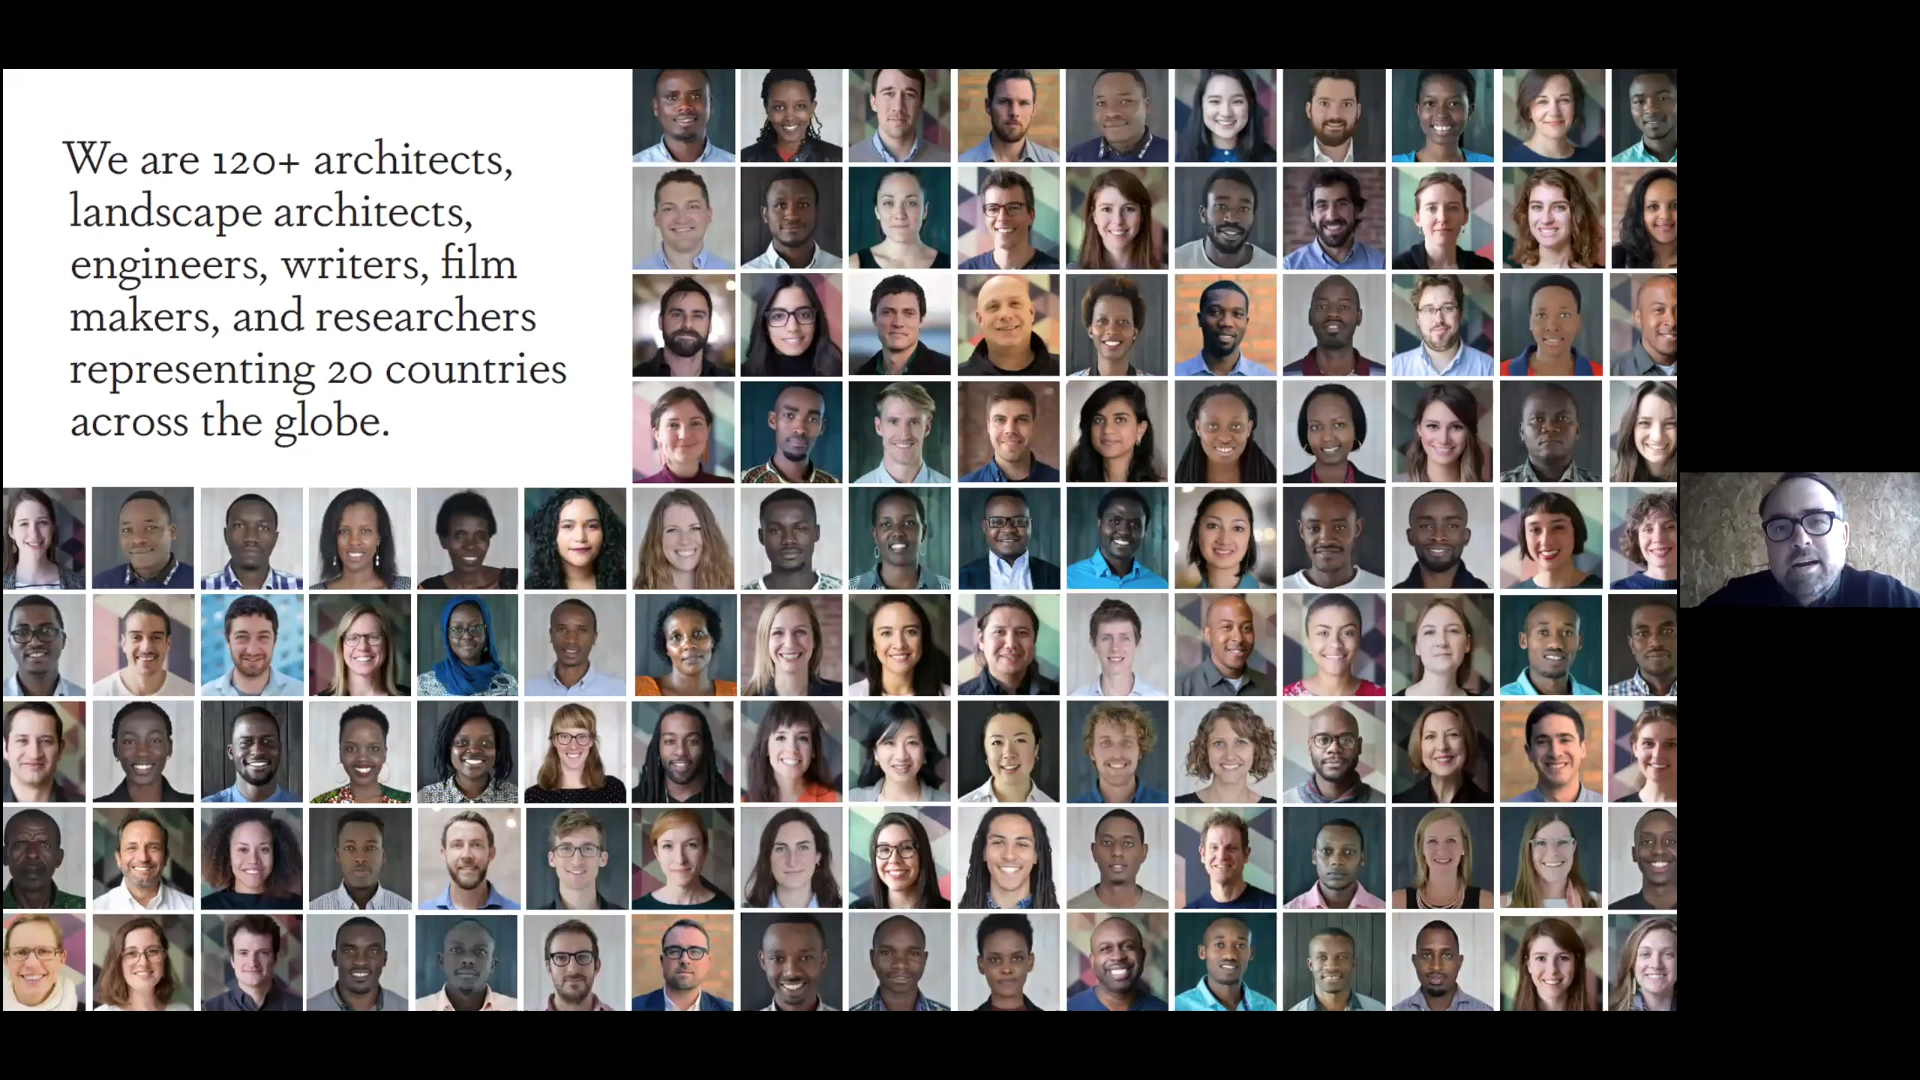 We are 120+ architects,
landscape architects,
engineers, writers, film
makers, and researchers
representing 20 countries
across the globe.